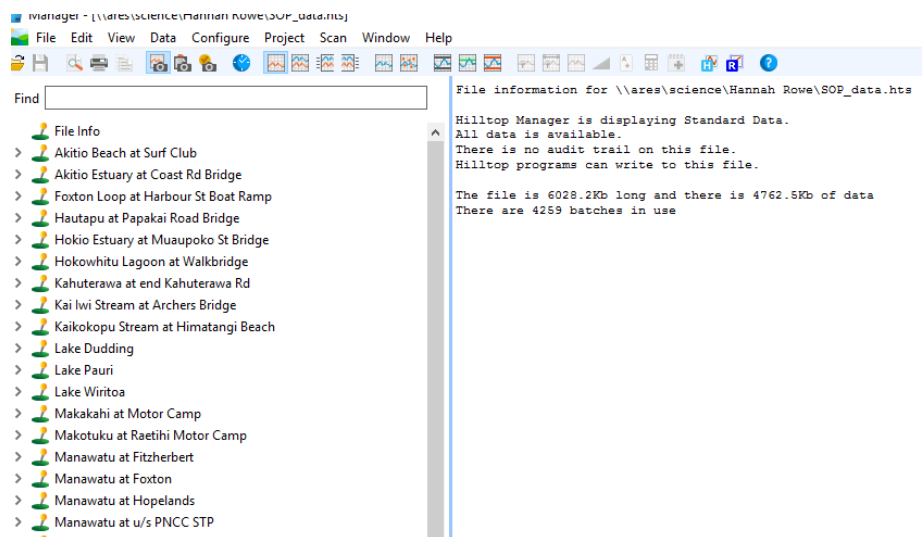 Manager - [\\ares\science\Hannah Rowe\SOP_data.hts]
File Edit View Data Configure Project Scan Window Help
Find
File Info
Akitio Beach at Surf Club
Akitio Estuary at Coast Rd Bridge
Foxton Loop at Harbour St Boat Ramp
Hautapu at Papakai Road Bridge
Hokio Estuary at Muaupoko St Bridge
Hokowhitu Lagoon at Walkbridge
Kahuterawa at end Kahuterawa Rd
Kai Iwi Stream at Archers Bridge
Kaikokopu Stream at Himatangi Beach
Lake Dudding
Lake Pauri
Lake Wiritoa
Makakahi at Motor Camp
Makotuku at Raetihi Motor Camp
Manawatu at Fitzherbert
Manawatu at Foxton
Manawatu at Hopelands
Manawatu at u/s PNCC STP
File information for \\ares\science\Hannah Rowe\SOP_data.hts
Hilltop Manager is displaying Standard Data.
All data is available.
There is no audit trail on this file.
Hilltop programs can write to this file.
The file is 6028.2Kb long and there is 4762.5Kb of data
There are 4259 batches in use